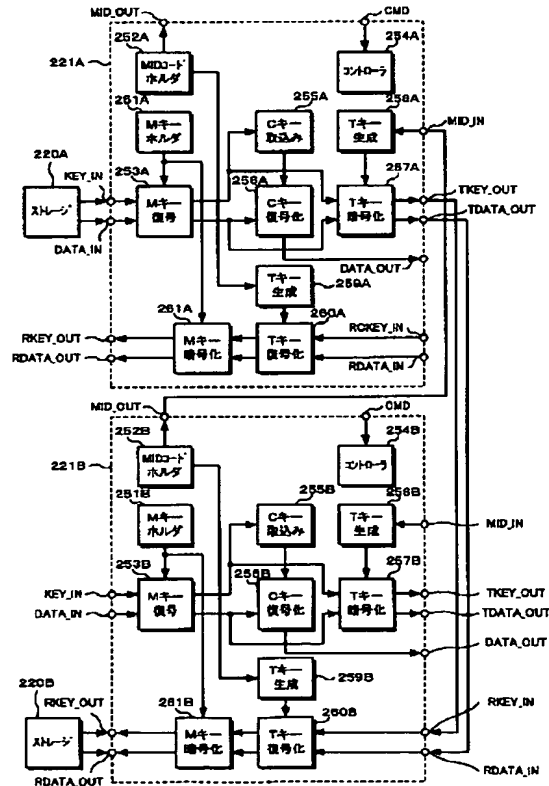 MID_OUT
CMD
252A
254A
221A
MIDコード
ホルダ
コントローラ
251A
255A
258A
Mキー
ホルダ
Cキー
取込み
Tキー
生成
MID_IN
220A
253A
256A
257A
KEY_IN
ストレージ
Mキー
復号
Cキー
復号化
Tキー
暗号化
TKEY_OUT
TDATA_OUT
DATA_IN
DATA_OUT
Tキー
生成
259A
261A
260A
RKEY_OUT
Mキー
暗号化
Tキー
復号化
RCKEY_IN
RDATA_OUT
RDATA_IN
MID_OUT
CMD
252B
254B
221B
MIDコード
ホルダ
コントローラ
251B
255B
256B
Mキー
ホルダ
Cキー
取込み
Tキー
生成
MID_IN
253B
257B
KEY_IN
Mキー
復号
Cキー
復号化
Tキー
暗号化
TKEY_OUT
DATA_IN
TDATA_OUT
DATA_OUT
220B
Tキー
生成
259B
RKEY_OUT
261B
260B
RKEY_IN
ストレージ
Mキー
暗号化
Tキー
復号化
RDATA_OUT
RDATA_IN